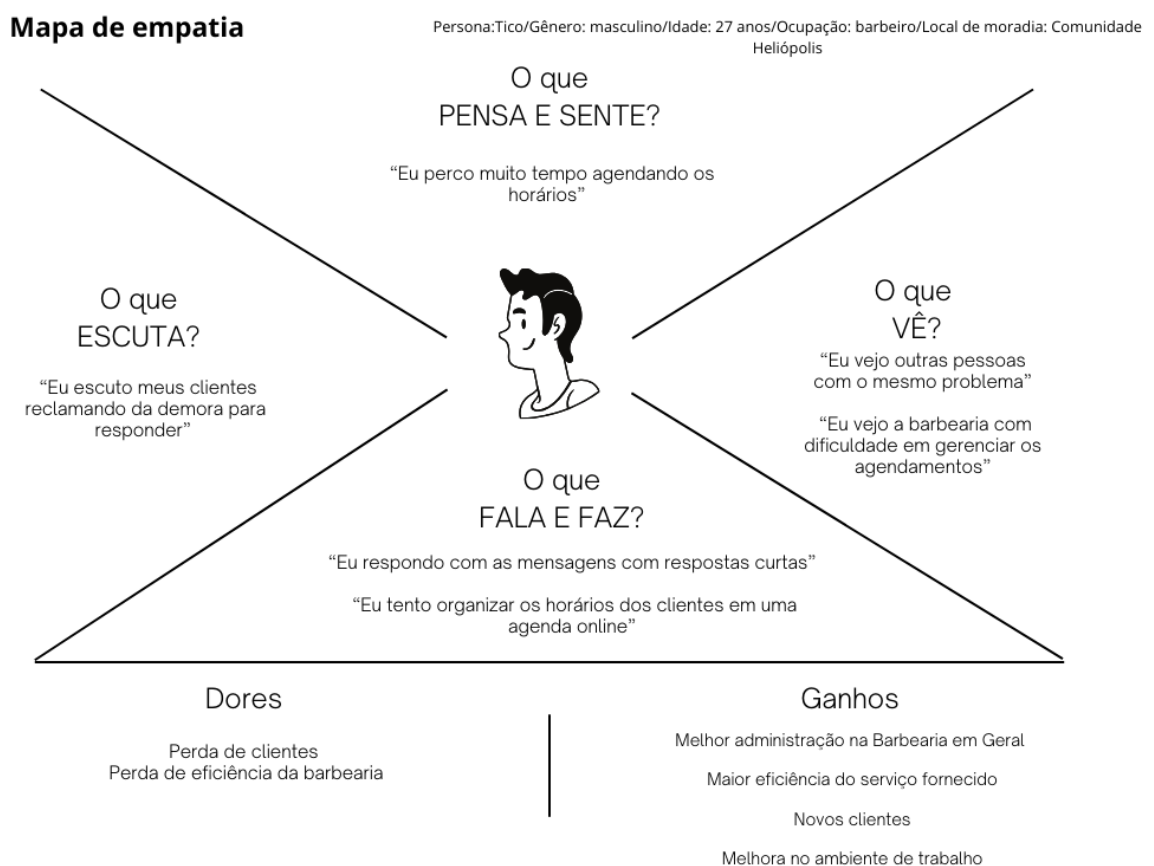 Mapa de empatia
Persona:Tico/Gênero: masculino/Idade: 27 anos/Ocupação: barbeiro/Local de moradia: Comunidade
Heliópolis
O que
PENSA E SENTE?
“Eu perco muito tempo agendando os
horários”
O que
ESCUTA?
“Eu escuto meus clientes
reclamando da demora para
responder”
O que
VÊ?
“Eu vejo outras pessoas
com o mesmo problema”
“Eu vejo a barbearia com
dificuldade em gerenciar os
agendamentos”
O que
FALA E FAZ?
“Eu respondo com as mensagens com respostas curtas”
“Eu tento organizar os horários dos clientes em uma
agenda online”
Dores
Perda de clientes
Perda de eficiência da barbearia
Ganhos
Melhor administração na Barbearia em Geral
Maior eficiência do serviço fornecido
Novos clientes
Melhora no ambiente de trabalho